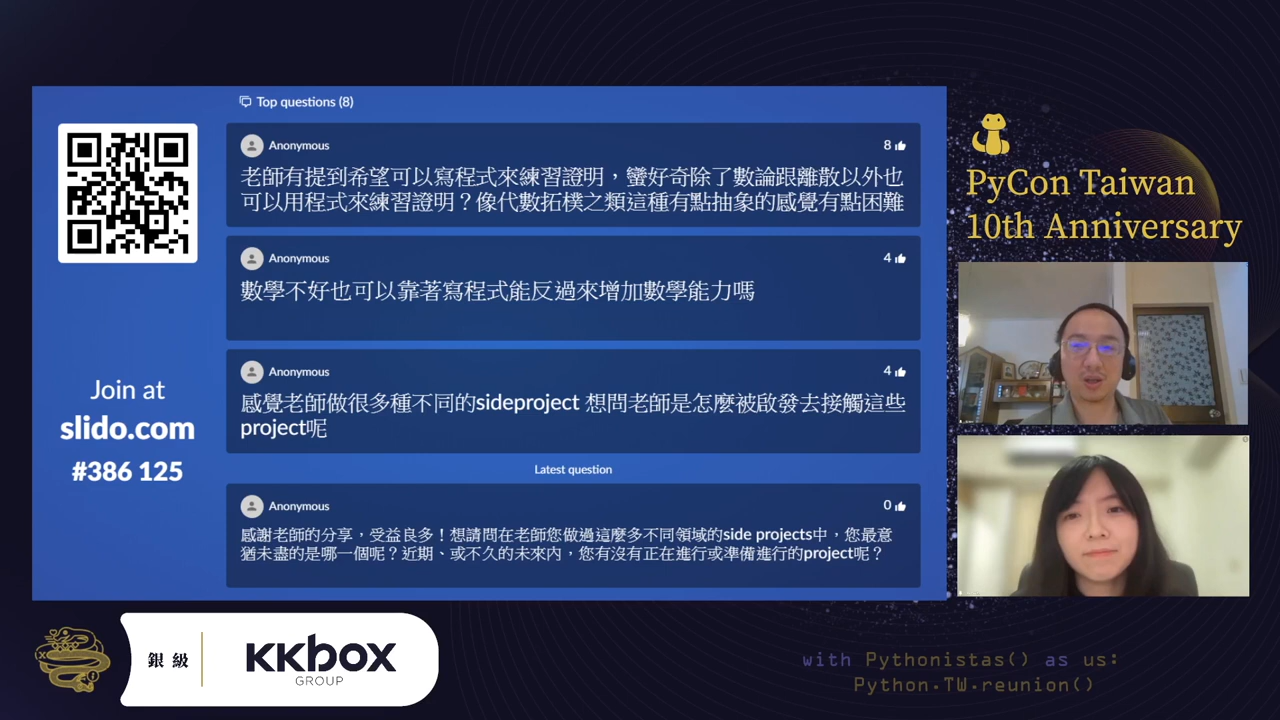 Top questions (8)
Anonymous
8
老師有提到希望可以寫程式來練習證明，蠻好奇除了數論跟離散以外也
可以用程式來練習證明？像代數拓樸之類這種有點抽象的感覺有點困難
Anonymous
4
數學不好也可以靠著寫程式能反過來增加數學能力嗎
Anonymous
4
感覺老師做很多種不同的sideproject 想問老師是怎麼被啟發去接觸這些
project呢
Latest question
Anonymous
0
感謝老師的分享，受益良多！想請問在老師您做過這麼多不同領域的side projects中，您最意
猶未盡的是哪一個呢？近期、或不久的未來內，您有沒有正在進行或準備進行的project呢？
Join at
slido.com
#386 125
PyCon Taiwan
10th Anniversary
銀級
KKBOX
GROUP
with Pythonistas() as us:
Python.TW.reunion()